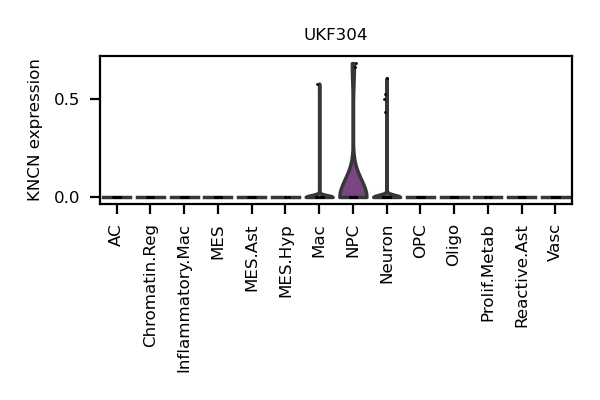 UKF304
KNCN expression
0.5
0.0
AC
Chromatin.Reg
Inflammatory.Mac
MES
MES.Ast
MES.Hyp
Mac
NPC
Neuron
OPC
Oligo
Prolif.Metab
Reactive.Ast
Vasc